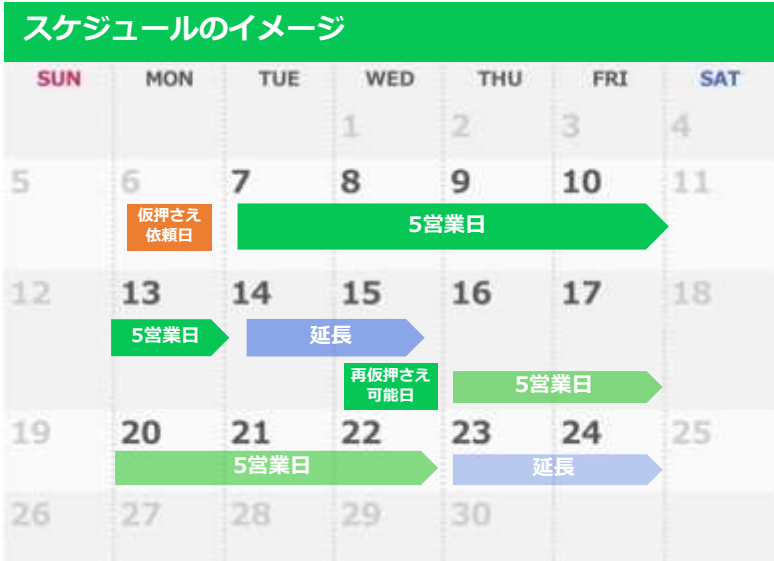 スケジュールのイメージ
SUN MON TUE WED THU FRI SAT
1 2 3 4
5 6 7 8 9 10 11
仮押さえ
依頼日
5営業日
12 13 14 15 16 17 18
5営業日 延長
再仮押さえ
可能日
5営業日
19 20 21 22 23 24 25
5営業日 延長
26 27 28 29 30